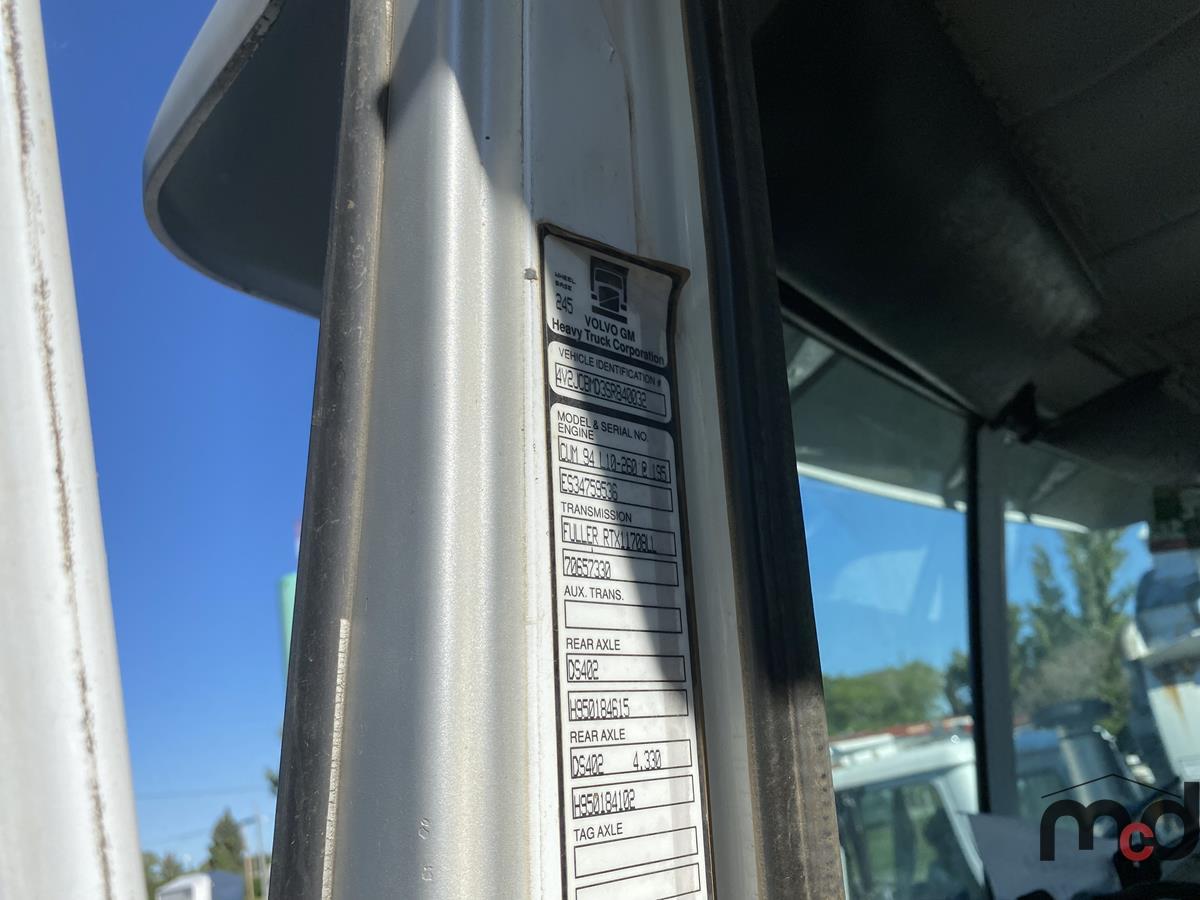 WHEEL
BASE
245
VOLVO GM
Heavy Truck Corporation
VEHICLE IDENTIFICATION #
4V2JCBMD3SR840032
MODEL & SERIAL NO.
ENGINE
CUM 94 L10-260 R 195
ES34759536
TRANSMISSION
FULLER RTX11708LL
70657330
AUX. TRANS.
REAR AXLE
DS402
H950184615
REAR AXLE
DS402 4.330
H950184102
TAG AXLE
mcd